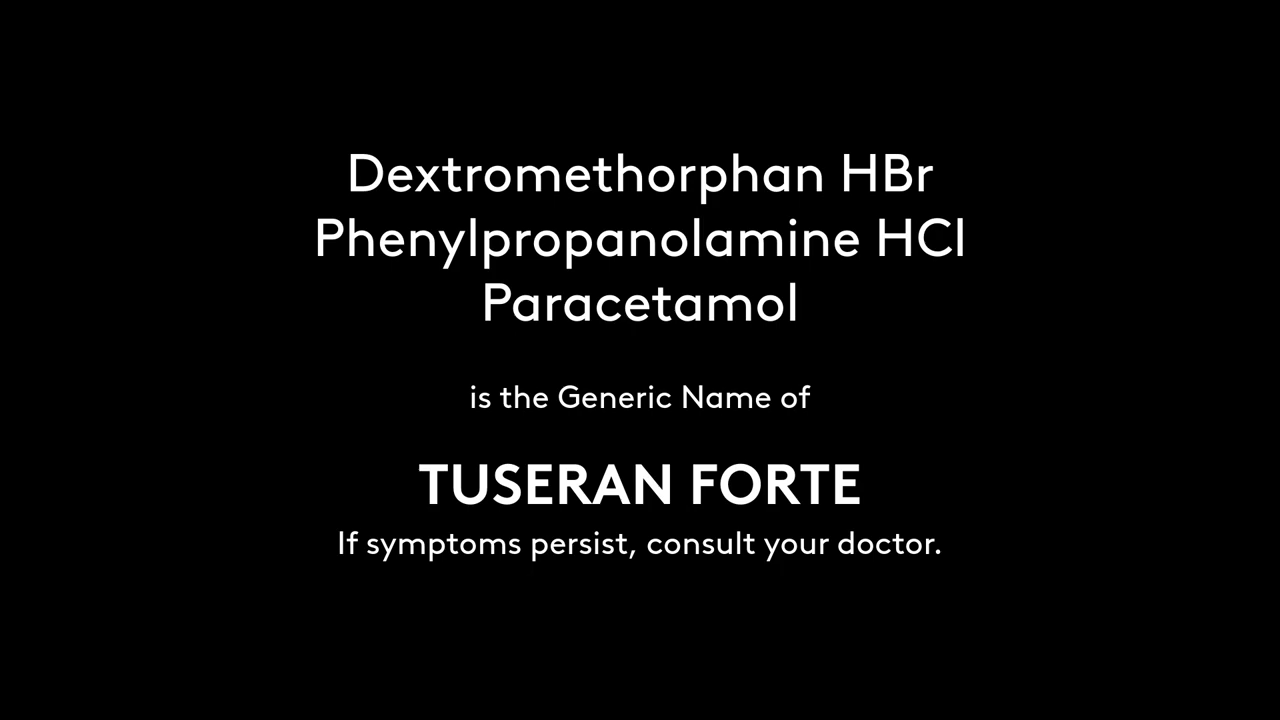 Dextromethorphan HBr
Phenylpropanolamine HCl
Paracetamol
is the Generic Name of
TUSERAN FORTE
If symptoms persist, consult your doctor.